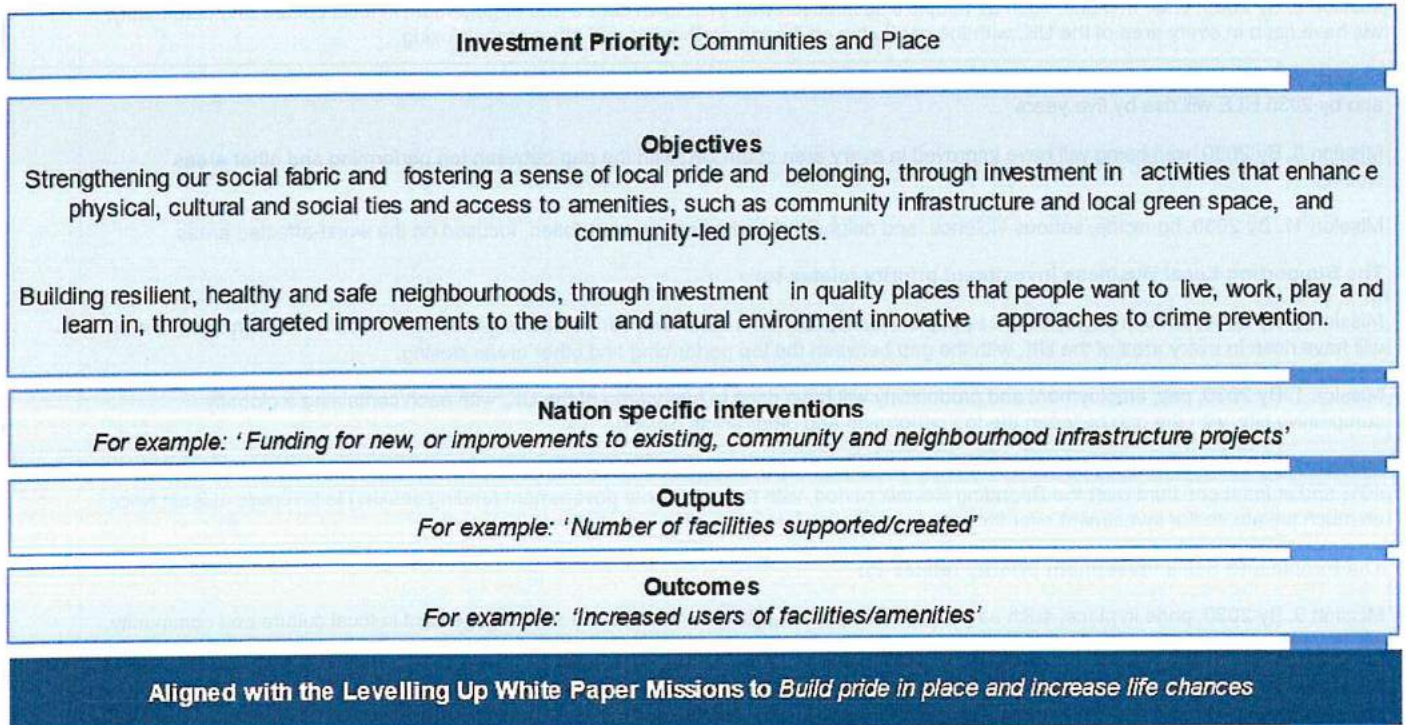 Investment Priority: Communities and Place
Objectives
Strengthening our social fabric and fostering a sense of local pride and belonging, through investment in activities that enhance
physical, cultural and social ties and access to amenities, such as community infrastructure and local green space, and
community-led projects.
Building resilient, healthy and safe neighbourhoods, through investment in quality places that people want to live, work, play and
learn in, through targeted improvements to the built and natural environment innovative approaches to crime prevention.
Nation specific interventions
For example: 'Funding for new, or improvements to existing, community and neighbourhood infrastructure projects'
Outputs
For example: 'Number of facilities supported/created'
Outcomes
For example: 'Increased users of facilities/amenities'
Aligned with the Levelling Up White Paper Missions to Build pride in place and increase life chances